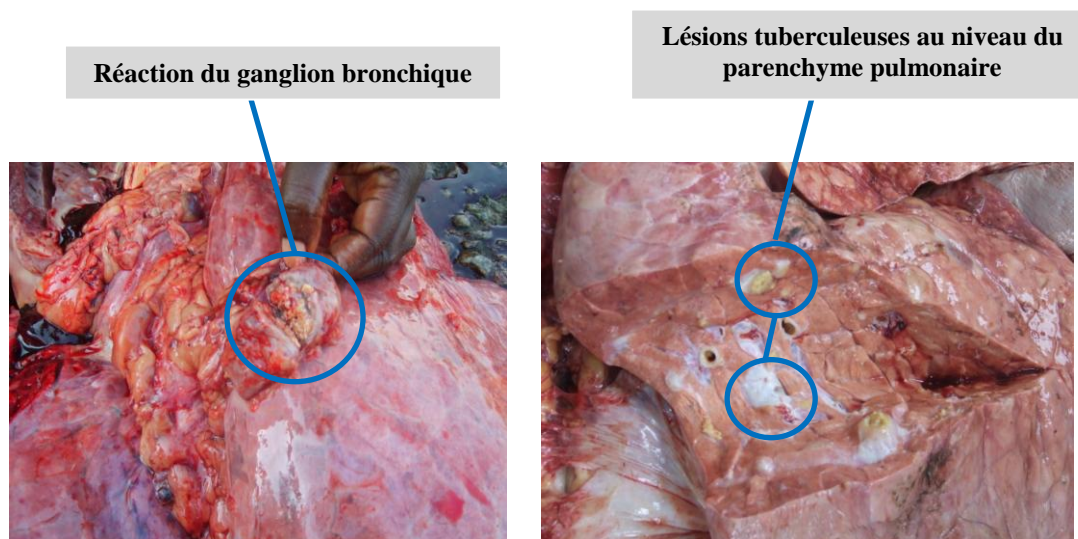 Réaction du ganglion bronchique
Lésions tuberculeuses au niveau du
parenchyme pulmonaire